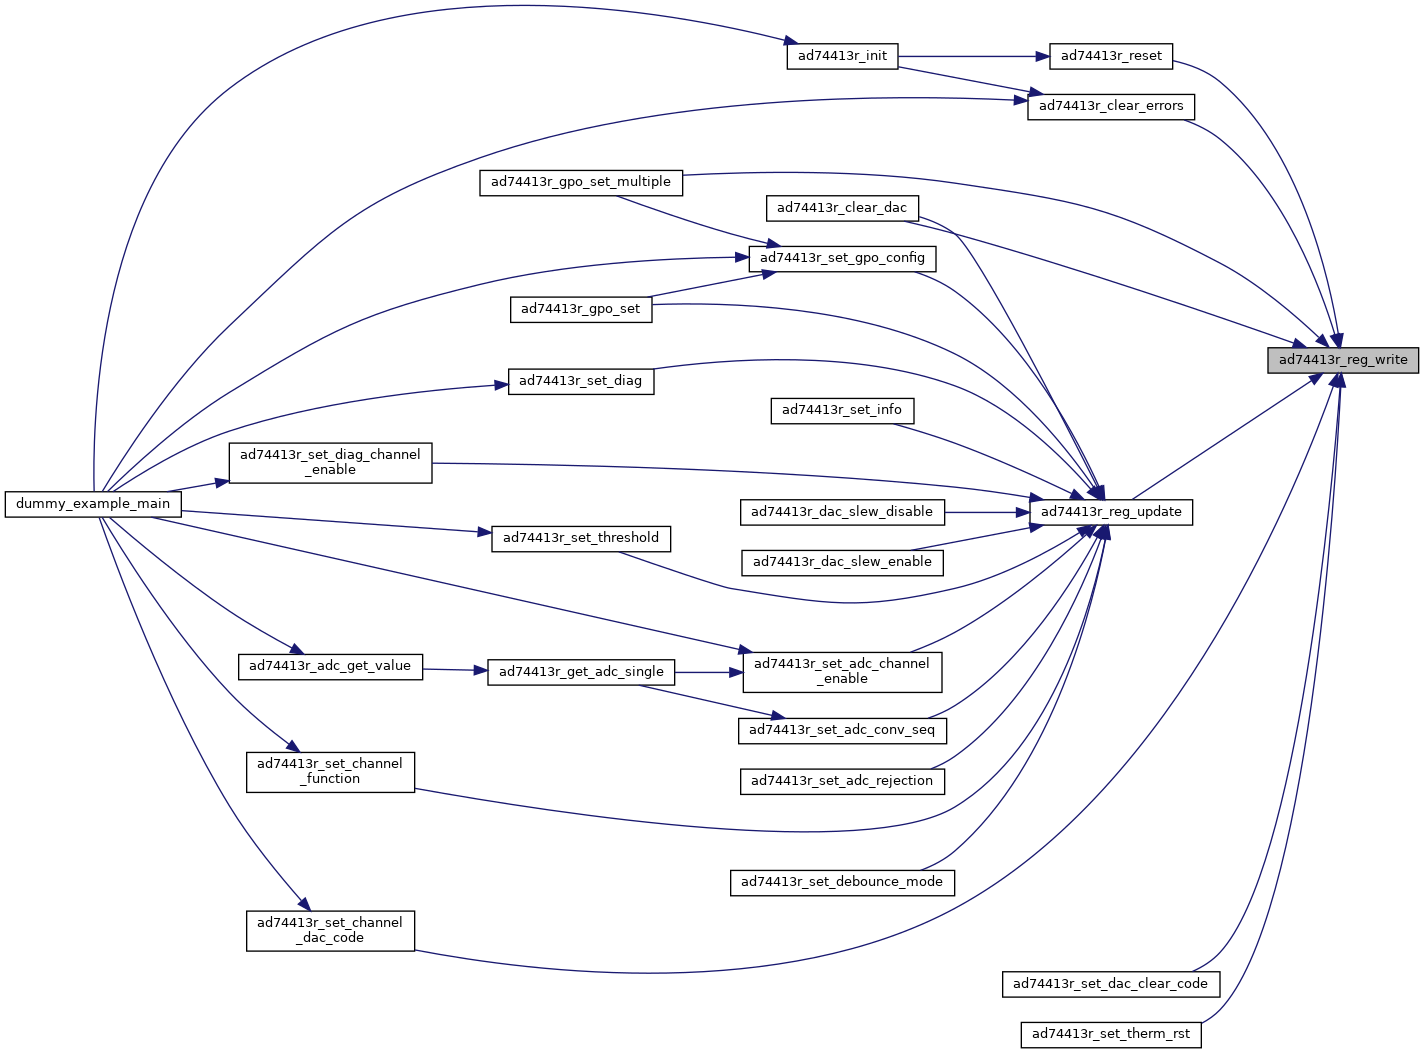 ad74413r_init
ad74413r_reset
ad74413r_clear_errors
ad74413r_gpo_set_multiple
ad74413r_clear_dac
ad74413r_set_gpo_config
ad74413r_gpo_set
ad74413r_reg_write
ad74413r_set_diag
ad74413r_set_info
ad74413r_set_diag_channel
_enable
dummy_example_main
ad74413r_dac_slew_disable
ad74413r_reg_update
ad74413r_set_threshold
ad74413r_dac_slew_enable
ad74413r_adc_get_value
ad74413r_get_adc_single
ad74413r_set_adc_channel
_enable
ad74413r_set_adc_conv_seq
ad74413r_set_channel
_function
ad74413r_set_adc_rejection
ad74413r_set_debounce_mode
ad74413r_set_channel
_dac_code
ad74413r_set_dac_clear_code
ad74413r_set_therm_rst